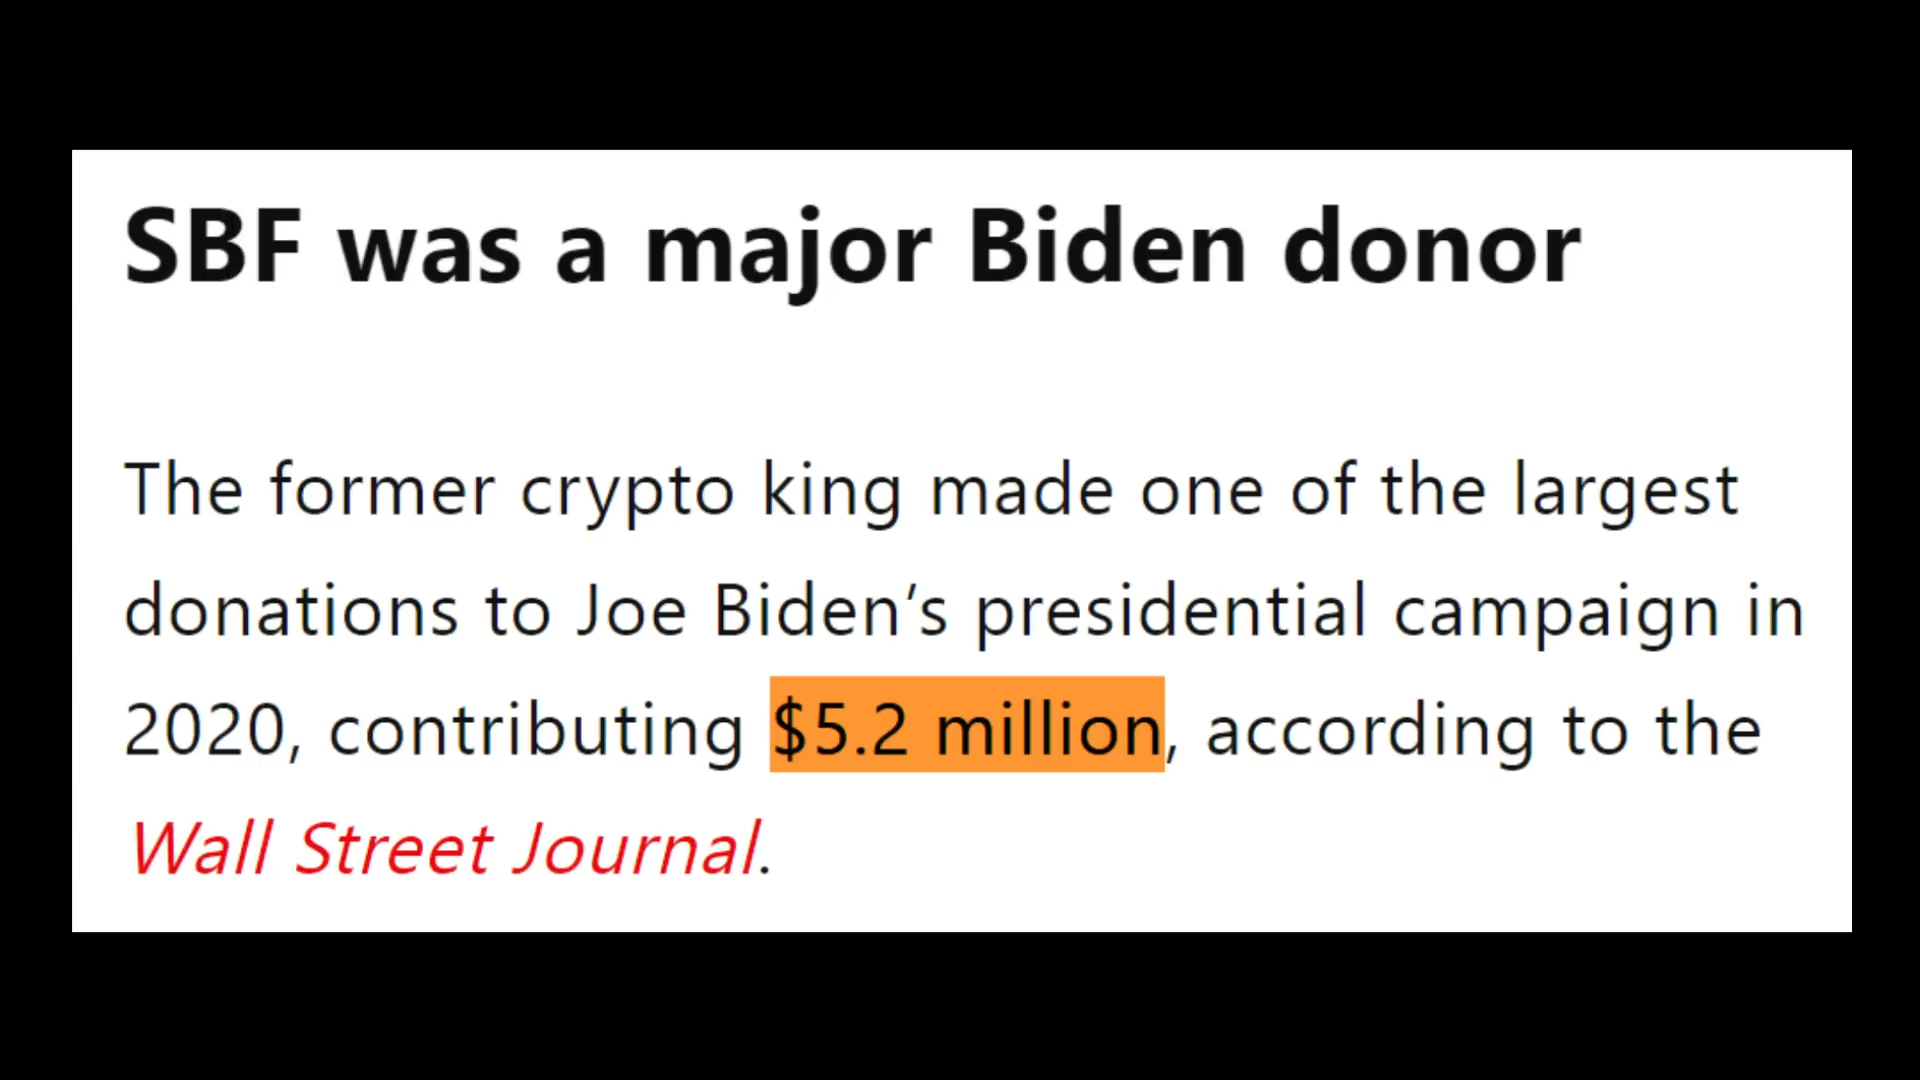 SBF was a major Biden donor
The former crypto king made one of the largest
donations to Joe Biden’s presidential campaign in
2020, contributing $5.2 million, according to the
Wall Street Journal.